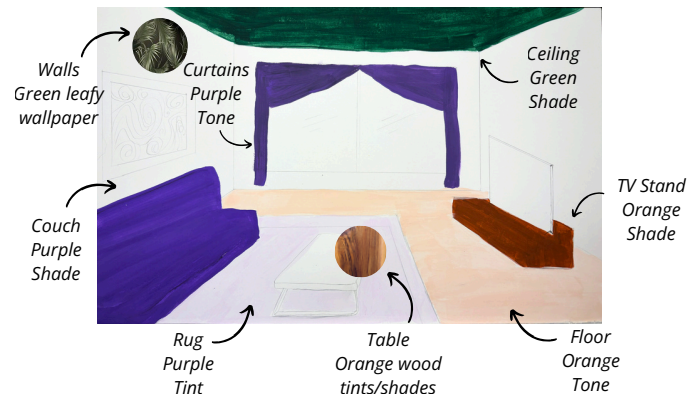 Walls
Green leafy
wallpaper
Curtains
Purple
Tone
Ceiling
Green
Shade
Couch
Purple
Shade
TV Stand
Orange
Shade
Rug
Purple
Tint
Table
Orange wood
tints/shades
Floor
Orange
Tone